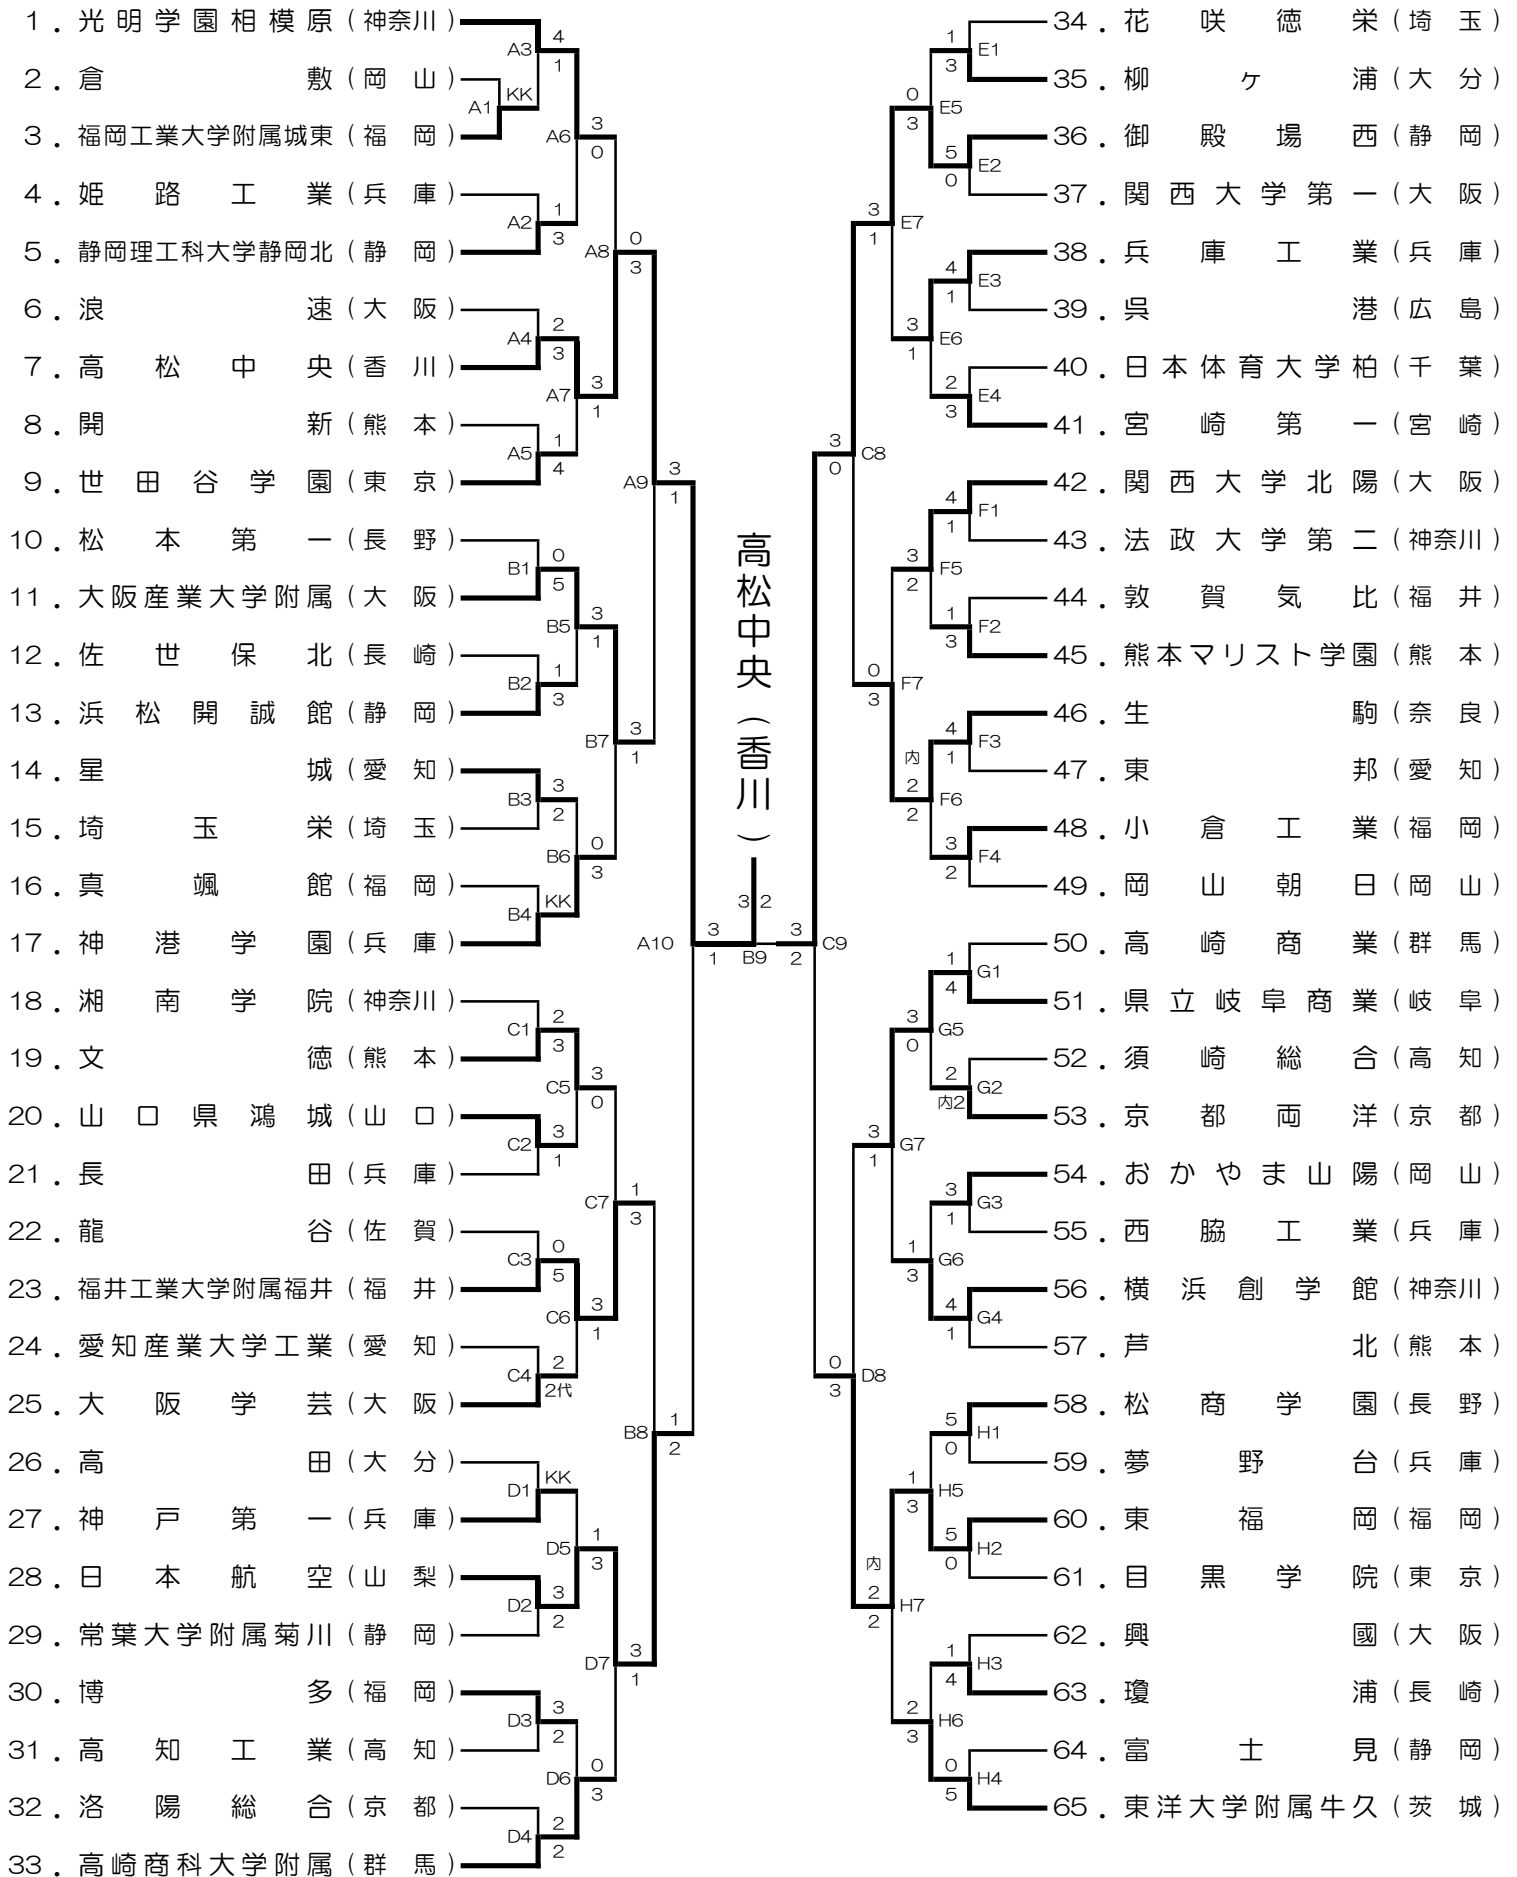 1．光明学園相模原（神奈川）
2．倉敷（岡山）
3．福岡工業大学附属城東（福岡）
4．姫路工業（兵庫）
5．静岡理工科大学静岡北（静岡）
6．浪速（大阪）
7．高松中央（香川）
8．開新（熊本）
9．世田谷学園（東京）
10．松本第一（長野）
11．大阪産業大学附属（大阪）
12．佐世保北（長崎）
13．浜松開誠館（静岡）
14．星城（愛知）
15．埼玉栄（埼玉）
16．真颯館（福岡）
17．神港学園（兵庫）
18．湘南学院（神奈川）
19．文徳（熊本）
20．山口県鴻城（山口）
21．長田（兵庫）
22．龍谷（佐賀）
23．福井工業大学附属福井（福井）
24．愛知産業大学工業（愛知）
25．大阪学芸（大阪）
26．高田（大分）
27．神戸第一（兵庫）
28．日本航空（山梨）
29．常葉大学附属菊川（静岡）
30．博多（福岡）
31．高知工業（高知）
32．洛陽総合（京都）
33．高崎商科大学附属（群馬）
A1 KK
A3 4 1
A2 1 3
A4 2 3
A5 1 4
B1 0 5
B2 1 3
B3 3 2
B4 KK
C1 2 3
C2 3 1
C3 0 5
C4 2 2代
D1 KK
D2 3 2
D3 3 2
D4 2 2
A6 3 0
A7 3 1
B5 3 1
B6 0 3
C5 3 0
C6 3 1
D5 1 3
D6 0 3
A8 0 3
B7 3 1
C7 1 3
D7 3 1
A9 3 1
B8 1 2
A10 3 1
高松中央（香川）
3 2
B9
3 2 C9
3 0 C8
0 3 D8
3 1 E7
0 3 F7
3 1 G7
内 2 2 H7
0 3 E5
3 1 E6
3 2 F5
内 2 2 F6
3 0 G5
1 3 G6
1 3 H5
2 3 H6
1 3 E1
5 0 E2
4 1 E3
2 3 E4
4 1 F1
1 3 F2
4 1 F3
3 2 F4
1 4 G1
2 内2 G2
3 1 G3
4 1 G4
5 0 H1
5 0 H2
1 4 H3
0 5 H4
34．花咲徳栄（埼玉）
35．柳ヶ浦（大分）
36．御殿場西（静岡）
37．関西大学第一（大阪）
38．兵庫工業（兵庫）
39．呉港（広島）
40．日本体育大学柏（千葉）
41．宮崎第一（宮崎）
42．関西大学北陽（大阪）
43．法政大学第二（神奈川）
44．敦賀気比（福井）
45．熊本マリスト学園（熊本）
46．生駒（奈良）
47．東邦（愛知）
48．小倉工業（福岡）
49．岡山朝日（岡山）
50．高崎商業（群馬）
51．県立岐阜商業（岐阜）
52．須崎総合（高知）
53．京都両洋（京都）
54．おかやま山陽（岡山）
55．西脇工業（兵庫）
56．横浜創学館（神奈川）
57．芦北（熊本）
58．松商学園（長野）
59．夢野台（兵庫）
60．東福岡（福岡）
61．目黒学院（東京）
62．興國（大阪）
63．瓊浦（長崎）
64．富士見（静岡）
65．東洋大学附属牛久（茨城）